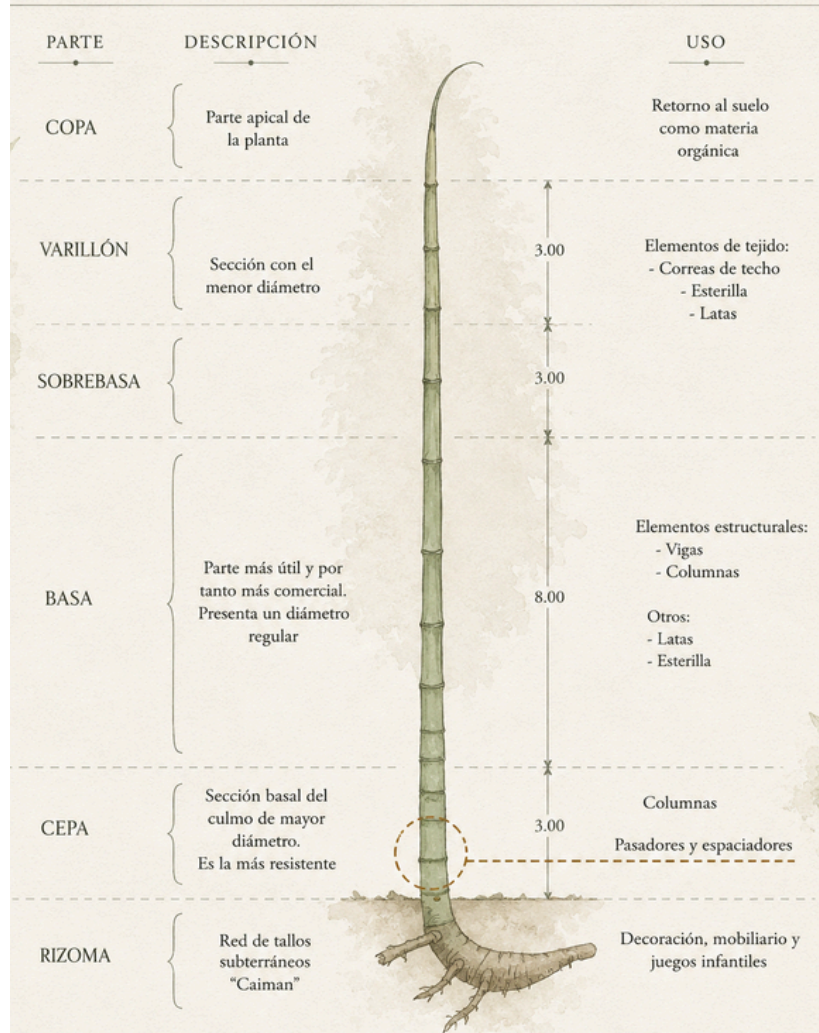 PARTE
DESCRIPCIÓN
USO
COPA
Parte apical de
la planta
Retorno al suelo
como materia
orgánica
VARILLÓN
Sección con el
menor diámetro
3.00
Elementos de tejido:
- Correas de techo
- Esterilla
- Latas
SOBREBASA
3.00
BASA
Parte más útil y por
tanto más comercial.
Presenta un diámetro
regular
8.00
Elementos estructurales:
- Vigas
- Columnas
Otros:
- Latas
- Esterilla
CEPA
Sección basal del
culmo de mayor
diámetro.
Es la más resistente
3.00
Columnas
Pasadores y espaciadores
RIZOMA
Red de tallos
subterráneos
"Caiman"
Decoración, mobiliario y
juegos infantiles